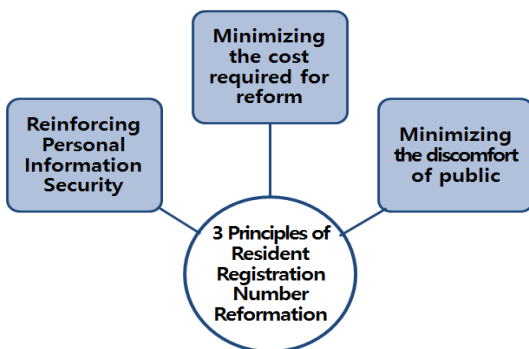 Minimizing
the cost
required for
reform
Reinforcing
Personal
Information
Security
Minimizing
the discomfort
of public
3 Principles of
Resident
Registration
Number
Reformation